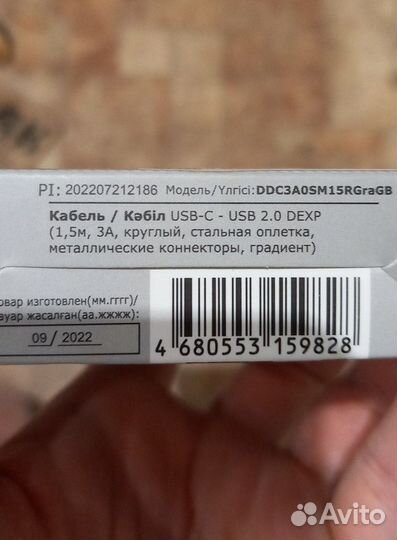 PI: 202207212186 Модель/Үлгісі:DDC3A0SM15RGraGB
Кабель / Кәбіл USB-C - USB 2.0 DEXP
(1,5м, 3А, круглый, стальная оплетка,
металлические коннекторы, градиент)
овар изготовлен(мм.гггг)/
ауар жасалған(аа.жжжж):
09/2022
4 680553 159828
Avito